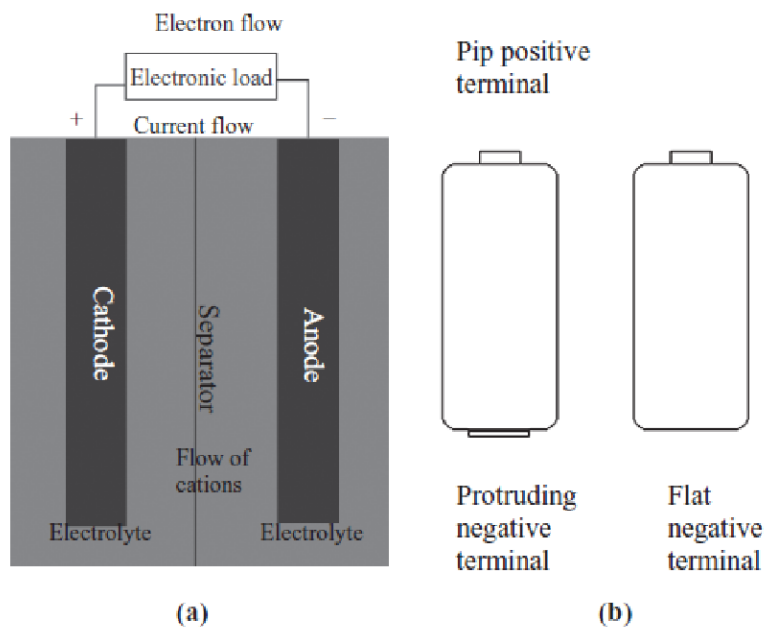 Electron flow
Electronic load
+
−
Current flow
Cathode
Separator
Anode
Flow of
cations
Electrolyte
Electrolyte
(a)
Pip positive
terminal
Protruding
negative
terminal
Flat
negative
terminal
(b)